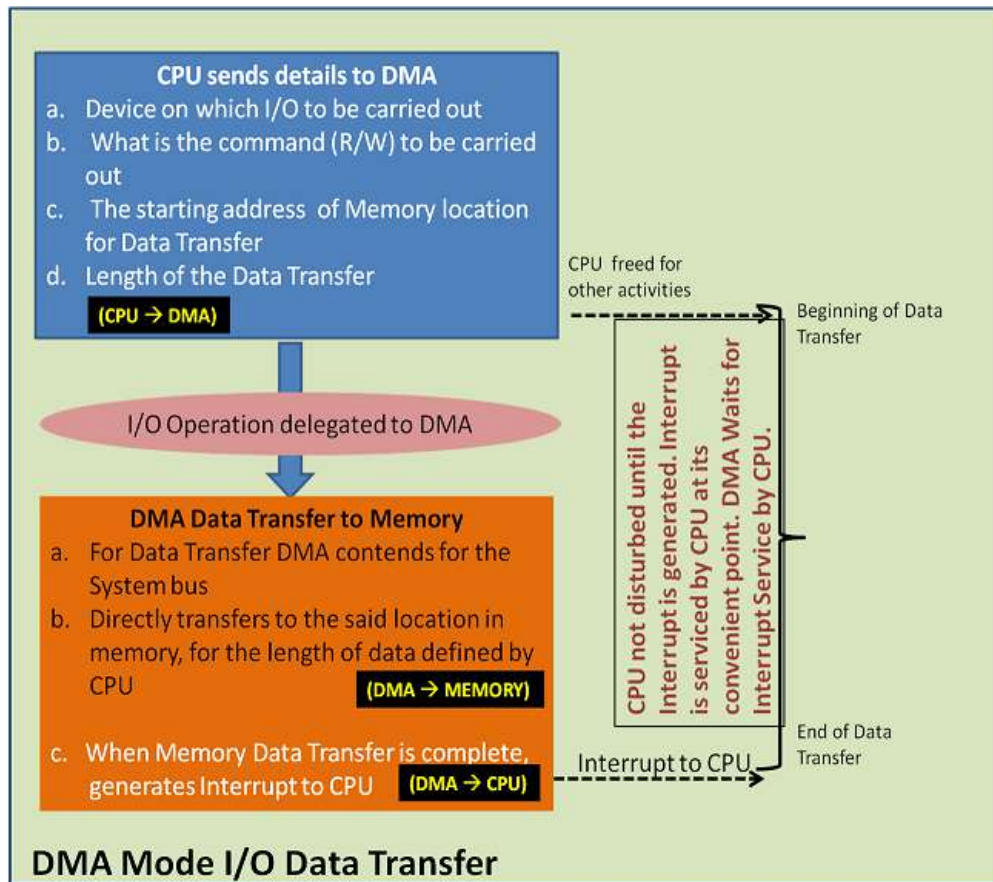 CPU sends details to DMA
a. Device on which I/O to be carried out
b. What is the command (R/W) to be carried
out
c. The starting address of Memory location
for Data Transfer
d. Length of the Data Transfer
(CPU → DMA)
I/O Operation delegated to DMA
DMA Data Transfer to Memory
a. For Data Transfer DMA contends for the
System bus
b. Directly transfers to the said location in
memory, for the length of data defined by
CPU
(DMA → MEMORY)
c. When Memory Data Transfer is complete,
generates Interrupt to CPU
(DMA → CPU)
CPU freed for
other activities
Beginning of Data
Transfer
CPU not disturbed until the
Interrupt is generated. Interrupt
is serviced by CPU at its
convenient point. DMA Waits for
Interrupt Service by CPU.
End of Data
Transfer
Interrupt to CPU
DMA Mode I/O Data Transfer